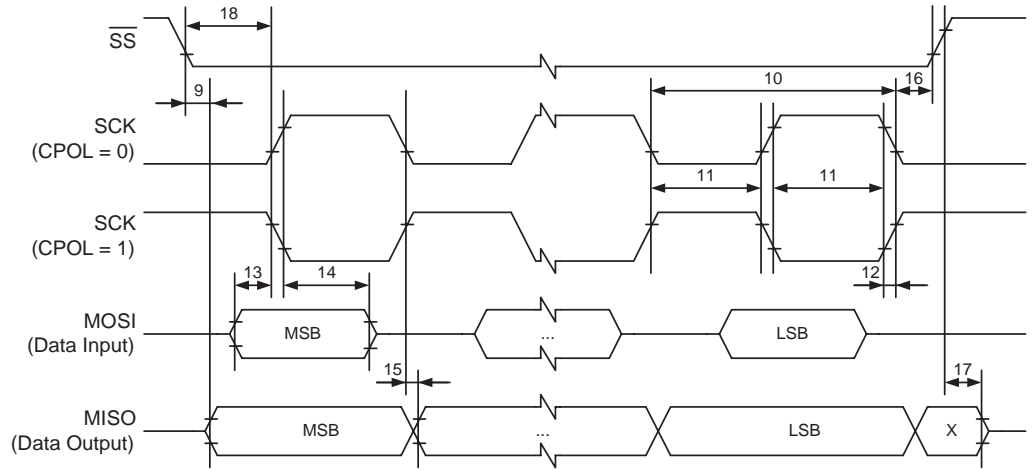 18
SS
10
9
16
SCK
(CPOL = 0)
11
11
SCK
(CPOL = 1)
13
14
12
MOSI
(Data Input)
MSB
...
LSB
15
17
MISO
(Data Output)
MSB
...
LSB
X